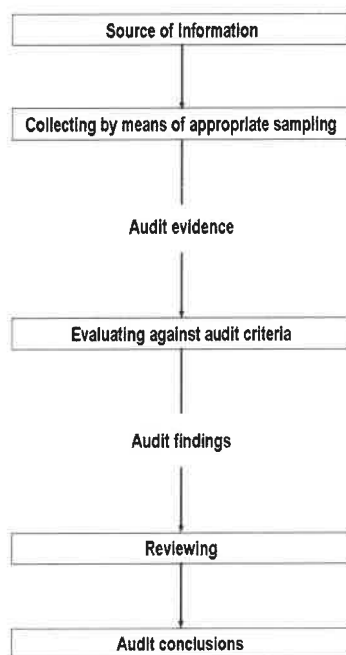 Source of Information
Collecting by means of appropriate sampling
Audit evidence
Evaluating against audit criteria
Audit findings
Reviewing
Audit conclusions